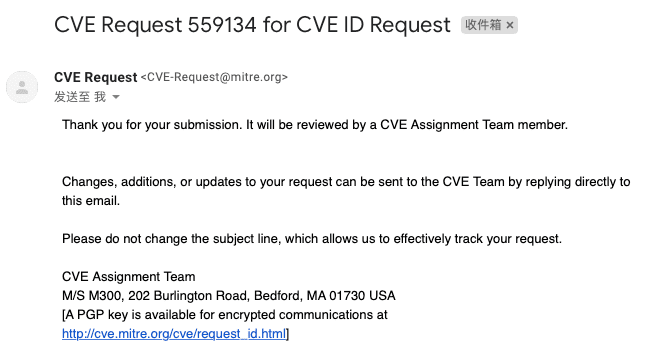 CVE Request 559134 for CVE ID Request 收件箱 ×
CVE Request <CVE-Request@mitre.org>
发送至 我
Thank you for your submission. It will be reviewed by a CVE Assignment Team member.
Changes, additions, or updates to your request can be sent to the CVE Team by replying directly to
this email.
Please do not change the subject line, which allows us to effectively track your request.
CVE Assignment Team
M/S M300, 202 Burlington Road, Bedford, MA 01730 USA
[A PGP key is available for encrypted communications at
http://cve.mitre.org/cve/request_id.html]